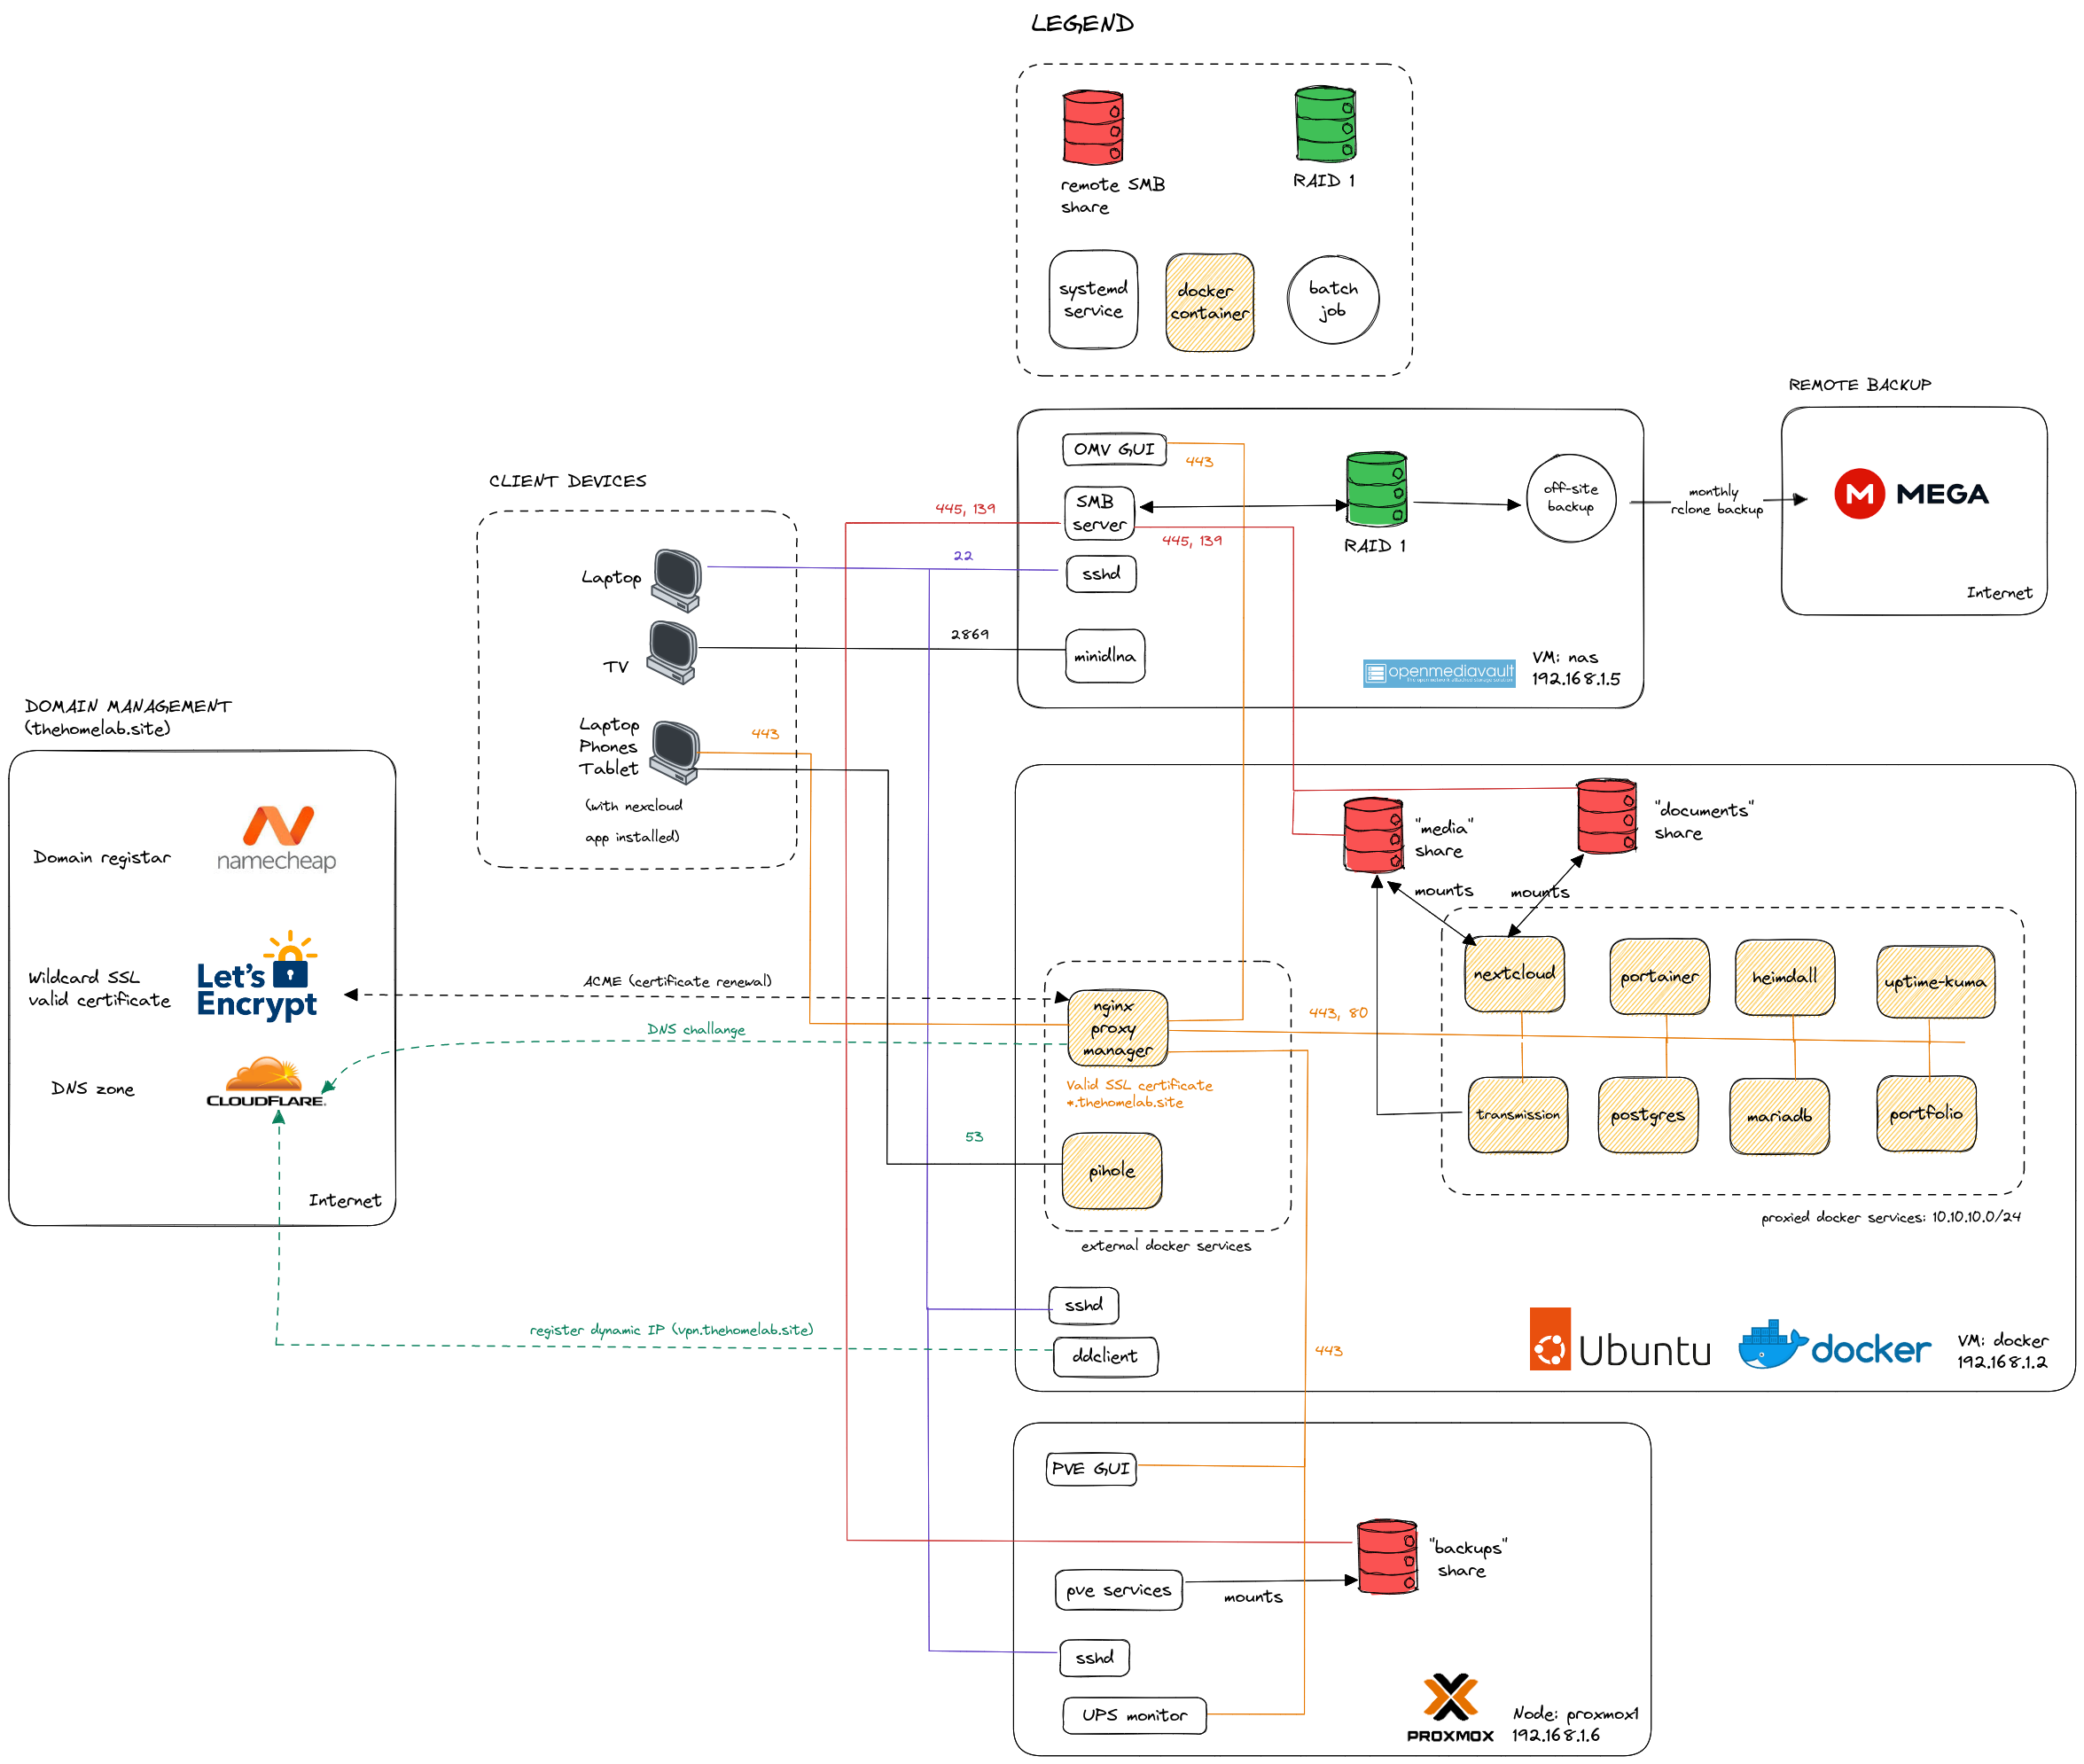 LEGEND
remote SMB
share
RAID 1
systemd
service
docker
container
batch
job
REMOTE BACKUP
OMV GUI
443
SMB
server
445, 139
445, 139
RAID 1
off-site
backup
monthly
rclone backup
MEGA
Internet
sshd
22
minidlna
2869
openmediavault
VM: nas
192.168.1.5
CLIENT DEVICES
Laptop
TV
Laptop
Phones
Tablet
(with nexcloud
app installed)
443
DOMAIN MANAGEMENT
(thehomelab.site)
Domain registar
namecheap
Wildcard SSL
valid certificate
Let's
Encrypt
DNS zone
CLOUDFLARE
Internet
ACME (certificate renewal)
DNS challange
53
register dynamic IP (vpn.thehomelab.site)
"media"
share
"documents"
share
mounts
mounts
nginx
proxy
manager
Valid SSL certificate
*.thehomelab.site
pihole
external docker services
443, 80
nextcloud
portainer
heimdall
uptime-kuma
transmission
postgres
mariadb
portfolio
proxied docker services: 10.10.10.0/24
sshd
ddclient
443
Ubuntu
docker
VM: docker
192.168.1.2
PVE GUI
"backups"
share
pve services
mounts
sshd
UPS monitor
PROXMOX
Node: proxmox1
192.168.1.6